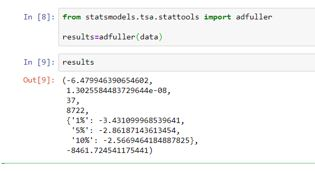 In [8]: from statsmodels.tsa.stattools import adfuller
results=adfuller(data)
In [9]: results
Out[9]: (-6.479946390654602,
1.3025584483729644e-08,
37,
8722,
{'1%': -3.431099968539641,
'5%': -2.86187143613454,
'10%': -2.5669464184887825},
-8461.724541175441)